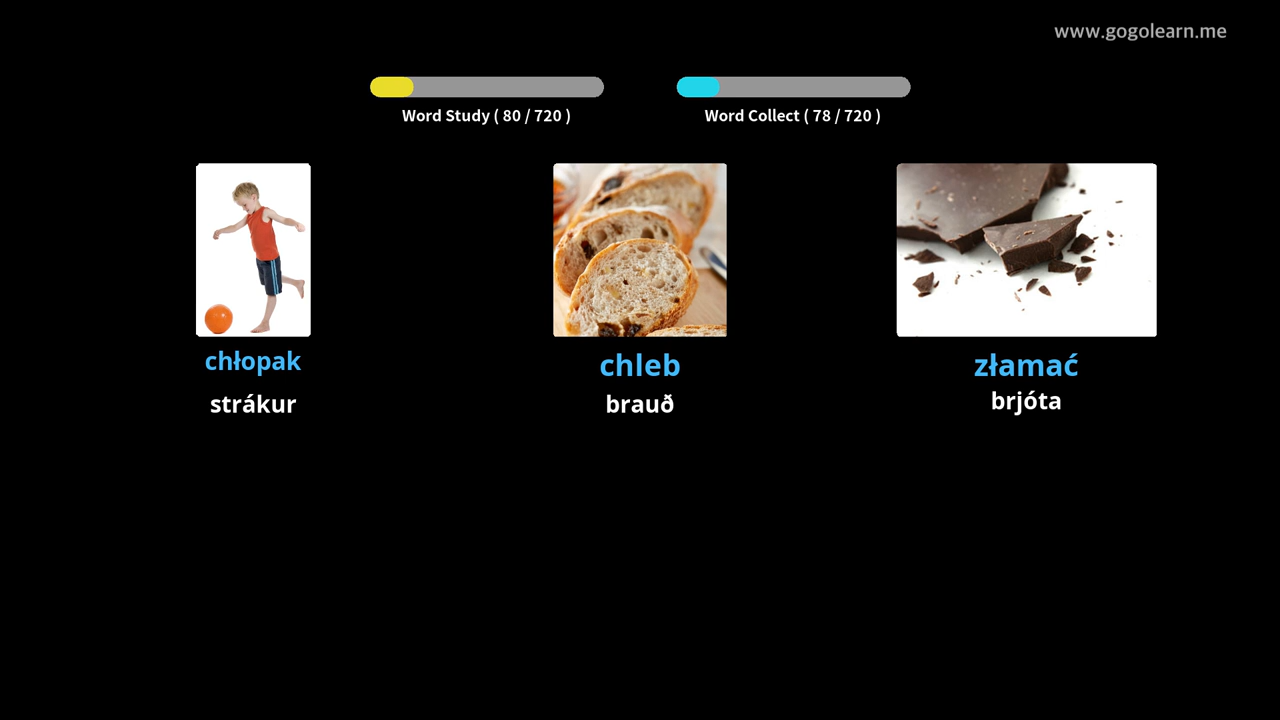 www.gogolearn.me
Word Study ( 80 / 720 )
Word Collect ( 78 / 720 )
chłopak
strákur
chleb
brauð
złamać
brjóta